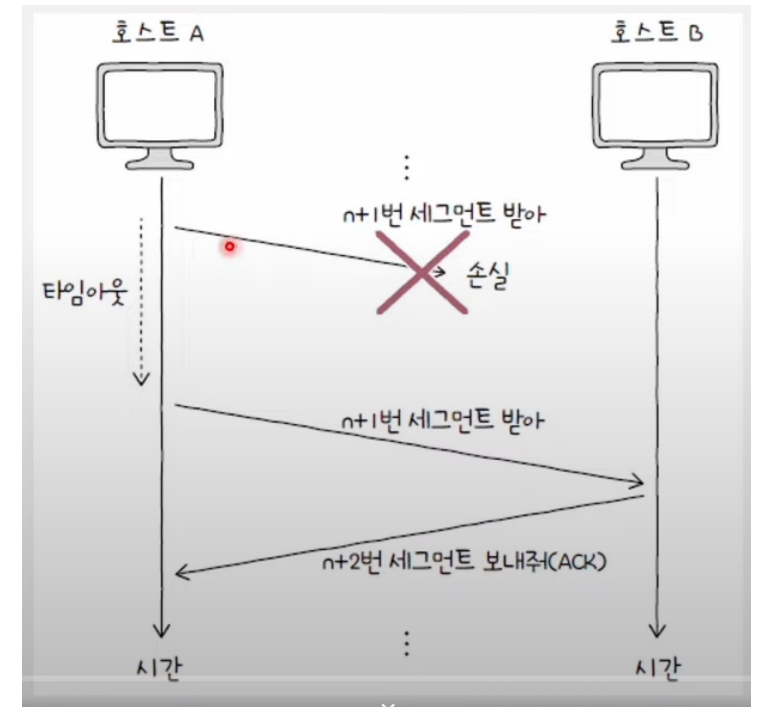 호스트 A
호스트 B
n+1번 세그먼트 받아
손실
타임아웃
n+1번 세그먼트 받아
n+2번 세그먼트 보내줘(ACK)
시간
시간